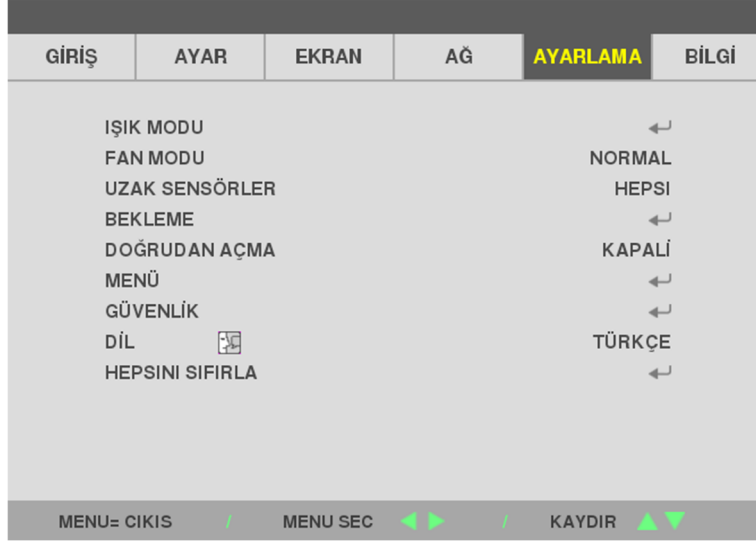 GİRİŞ AYAR EKRAN AĞ AYARLAMA BİLGİ
IŞIK MODU
FAN MODU NORMAL
UZAK SENSÖRLER HEPSI
BEKLEME
DOĞRUDAN AÇMA KAPALİ
MENÜ
GÜVENLİK
DİL TÜRKÇE
HEPSINI SIFIRLA
MENU= CIKIS / MENU SEC / KAYDIR